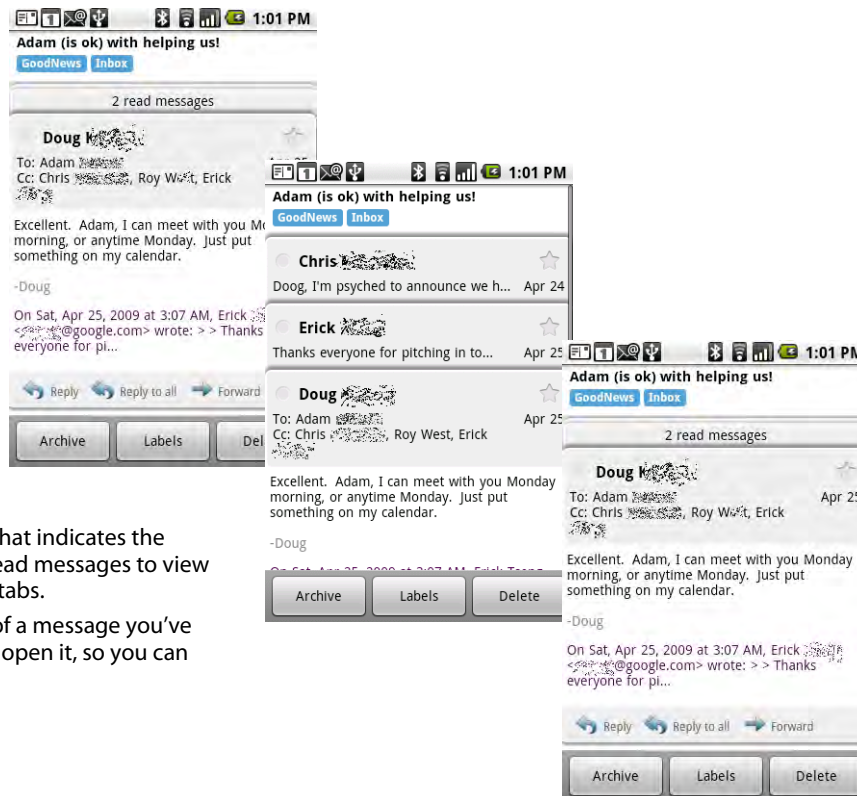 1:01 PM
Adam (is ok) with helping us!
GoodNews Inbox
2 read messages
Doug
To: Adam
Cc: Chris Roy Erick
Excellent. Adam, I can meet with you
morning, or anytime Monday. Just put
something on my calendar.
-Doug
On Sat, Apr 25, 2009 at 3:07 AM, Erick
@google.com> wrote: > > Thanks
everyone for pi...
Reply Reply to all Forward
Archive Labels Del
1:01 PM
Adam (is ok) with helping us!
GoodNews Inbox
Chris
Doog, I'm psyched to announce we h... Apr 24
Erick
Thanks everyone for pitching in to... Apr 25
Doug
To: Adam Apr 25
Cc: Chris , Roy West, Erick
Excellent. Adam, I can meet with you Monday
morning, or anytime Monday. Just put
something on my calendar.
-Doug
Archive Labels Delete
hat indicates the
ead messages to view
tabs.
of a message you've
open it, so you can
1:01 PM
Adam (is ok) with helping us!
GoodNews Inbox
2 read messages
Doug
To: Adam Apr 25
Cc: Chris , Roy Erick
Excellent. Adam, I can meet with you Monday
morning, or anytime Monday. Just put
something on my calendar.
-Doug
On Sat, Apr 25, 2009 at 3:07 AM, Erick
@google.com> wrote: > > Thanks
everyone for pi...
Reply Reply to all Forward
Archive Labels Delete